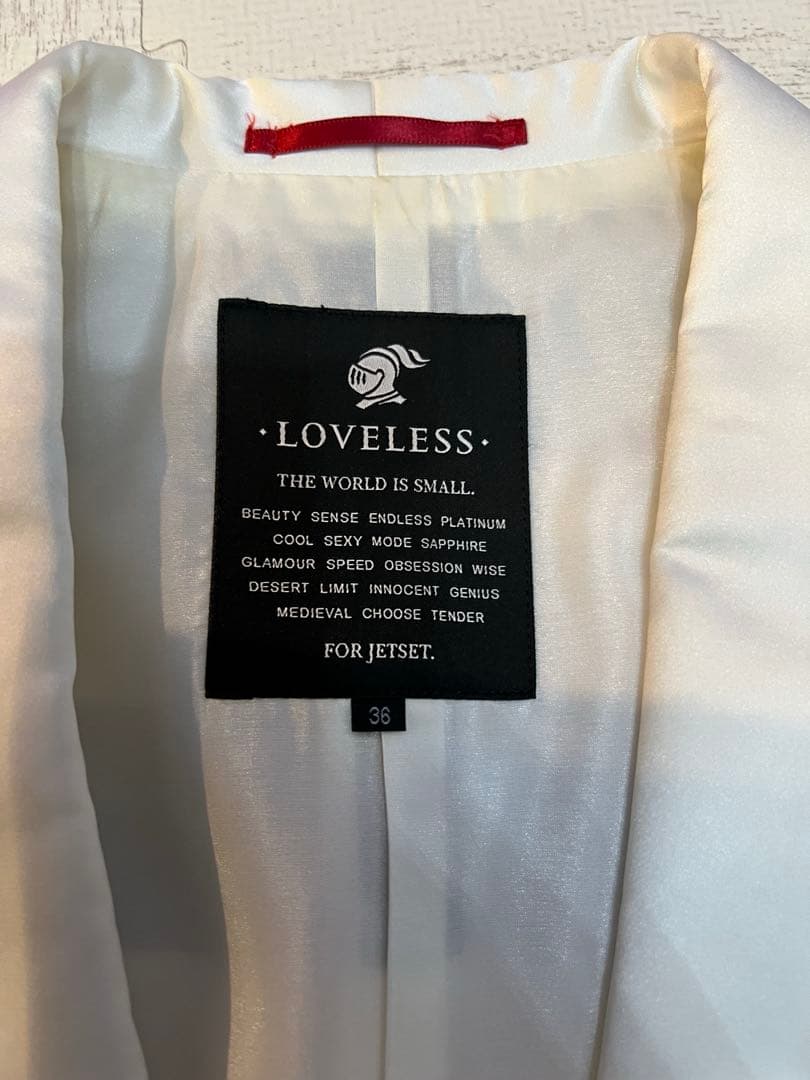 · LOVELESS ·
THE WORLD IS SMALL.
BEAUTY SENSE ENDLESS PLATINUM
COOL SEXY MODE SAPPHIRE
GLAMOUR SPEED OBSESSION WISE
DESERT LIMIT INNOCENT GENIUS
MEDIEVAL CHOOSE TENDER
FOR JETSET.
36